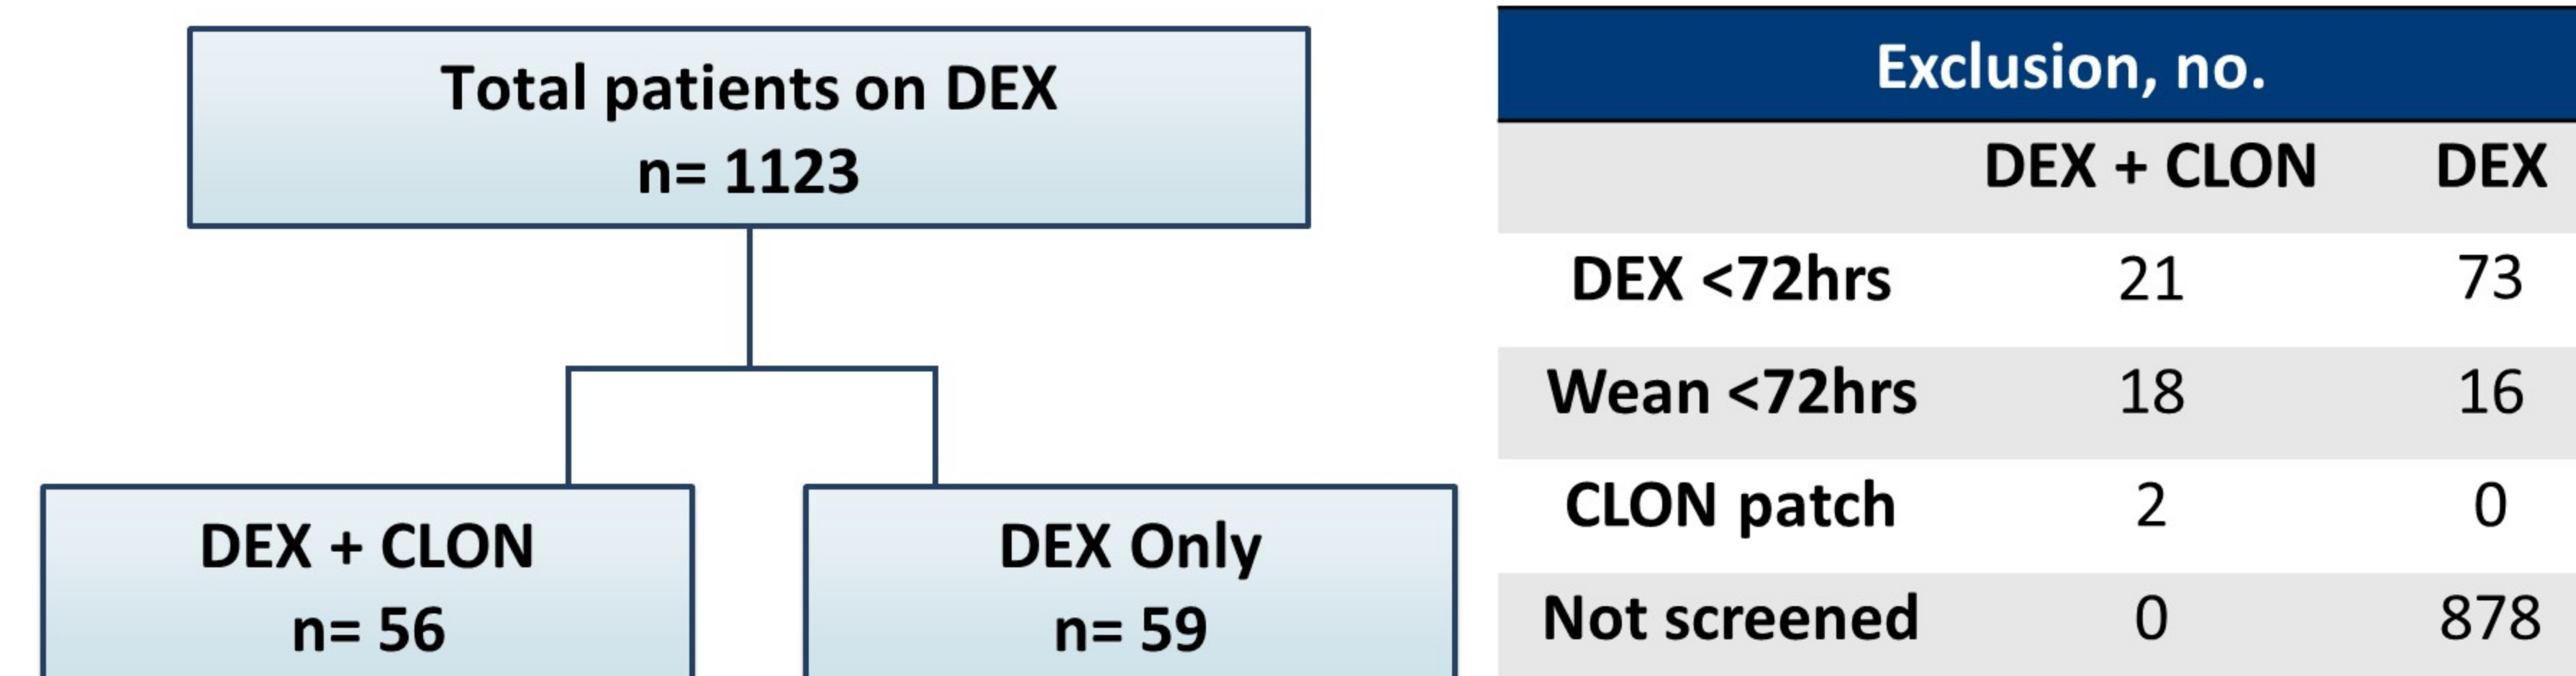 Total patients on DEX
n= 1123
DEX + CLON
n= 56
DEX Only
n= 59
Exclusion, no.
DEX + CLON DEX
DEX <72hrs 21 73
Wean <72hrs 18 16
CLON patch 2 0
Not screened 0 878